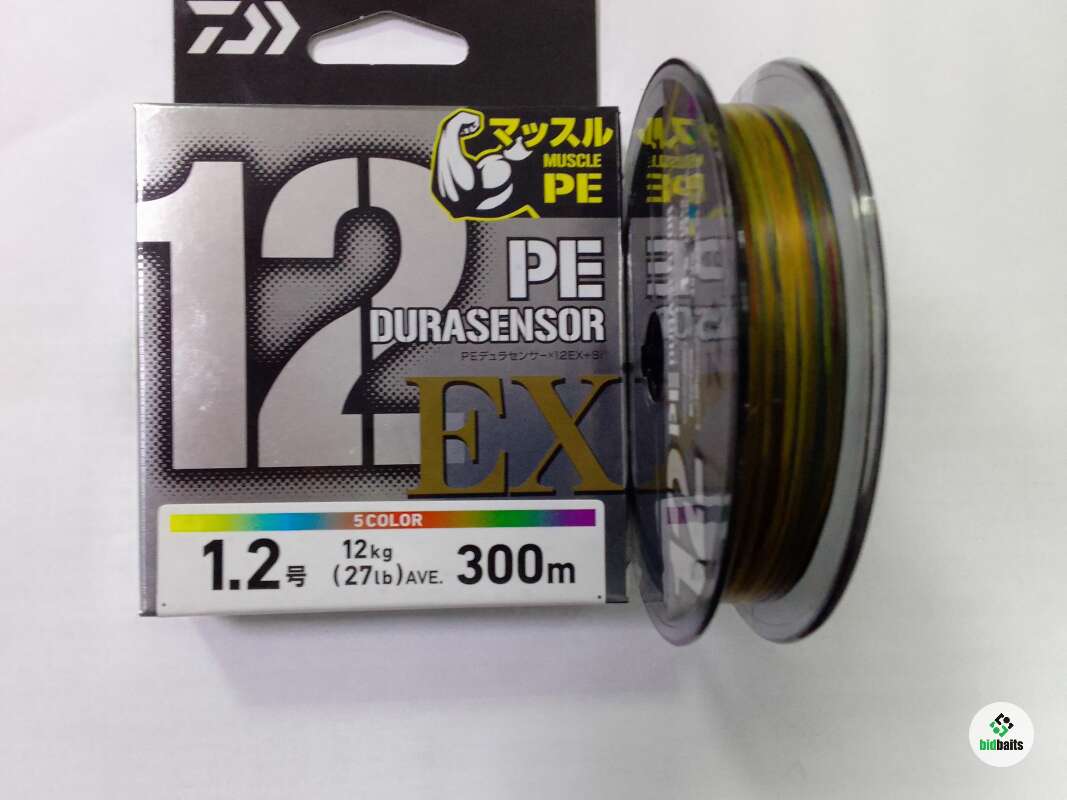 マッスル
MUSCLE
PE
12
PE
DURASENSOR
PEデュラセンサー×12EX+Si³
EX
5COLOR
1.2号 12kg (27lb) AVE. 300m
bidbaits